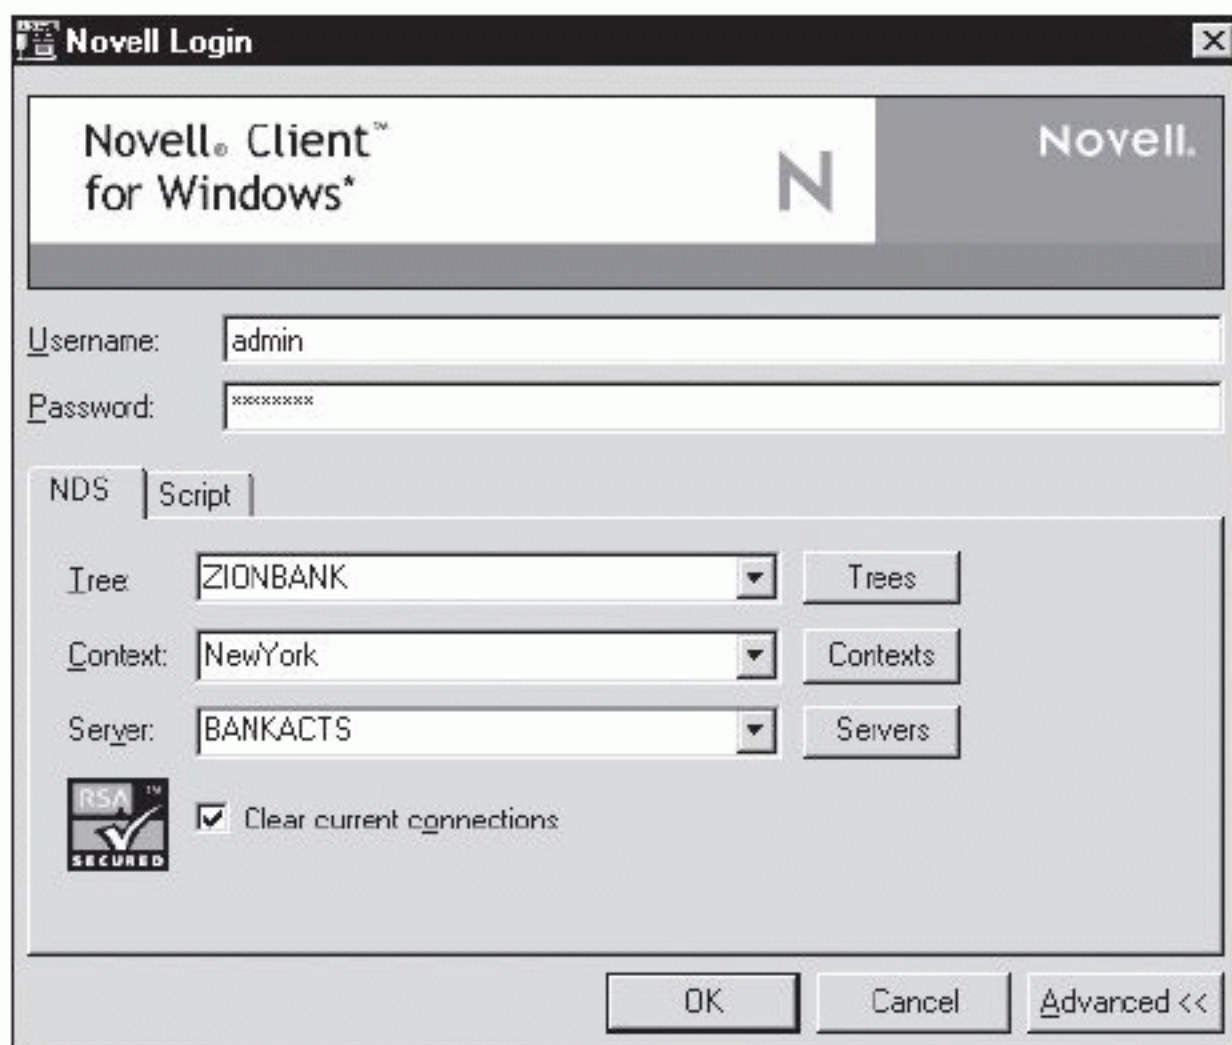 Novell Login
Novell® Client™
for Windows*
N
Novell®
Username: admin
Password: ********
NDS Script
Tree: ZIONBANK Trees
Context: NewYork Contexts
Server: BANKACTS Servers
RSA™
SECURED
Clear current connections
OK Cancel Advanced <<